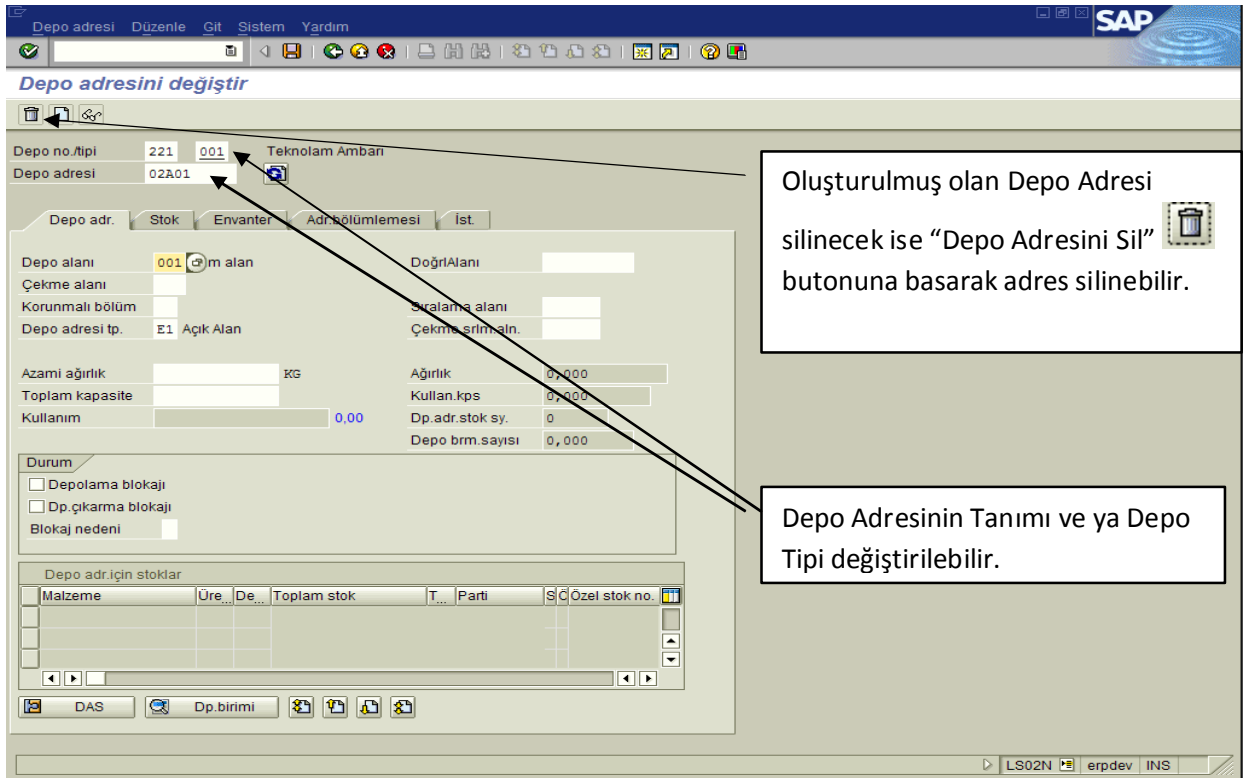 Depo adresi Düzenle Git Sistem Yardım
SAP
Depo adresini değiştir
Depo no./tipi 221 001 Teknolam Ambarı
Depo adresi 02A01
Depo adr. Stok Envanter Adr.bölümlemesi İst.
Depo alanı 001 m alan DoğrlAlanı
Çekme alanı
Korunmalı bölüm Sıralama alanı
Depo adresi tp. E1 Açık Alan Çekme srlm.aln.
Azami ağırlık KG Ağırlık 0,000
Toplam kapasite Kullan.kps 0,000
Kullanım 0,00 Dp.adr.stok sy. 0
Depo brm.sayısı 0,000
Durum
Depolama blokajı
Dp.çıkarma blokajı
Blokaj nedeni
Depo adr.için stoklar
Malzeme Üre... De... Toplam stok T... Parti S Ö Özel stok no.
DAS Dp.birimi
LS02N erpdev INS
Oluşturulmuş olan Depo Adresi
silinecek ise “Depo Adresini Sil”
butonuna basarak adres silinebilir.
Depo Adresinin Tanımı ve ya Depo
Tipi değiştirilebilir.